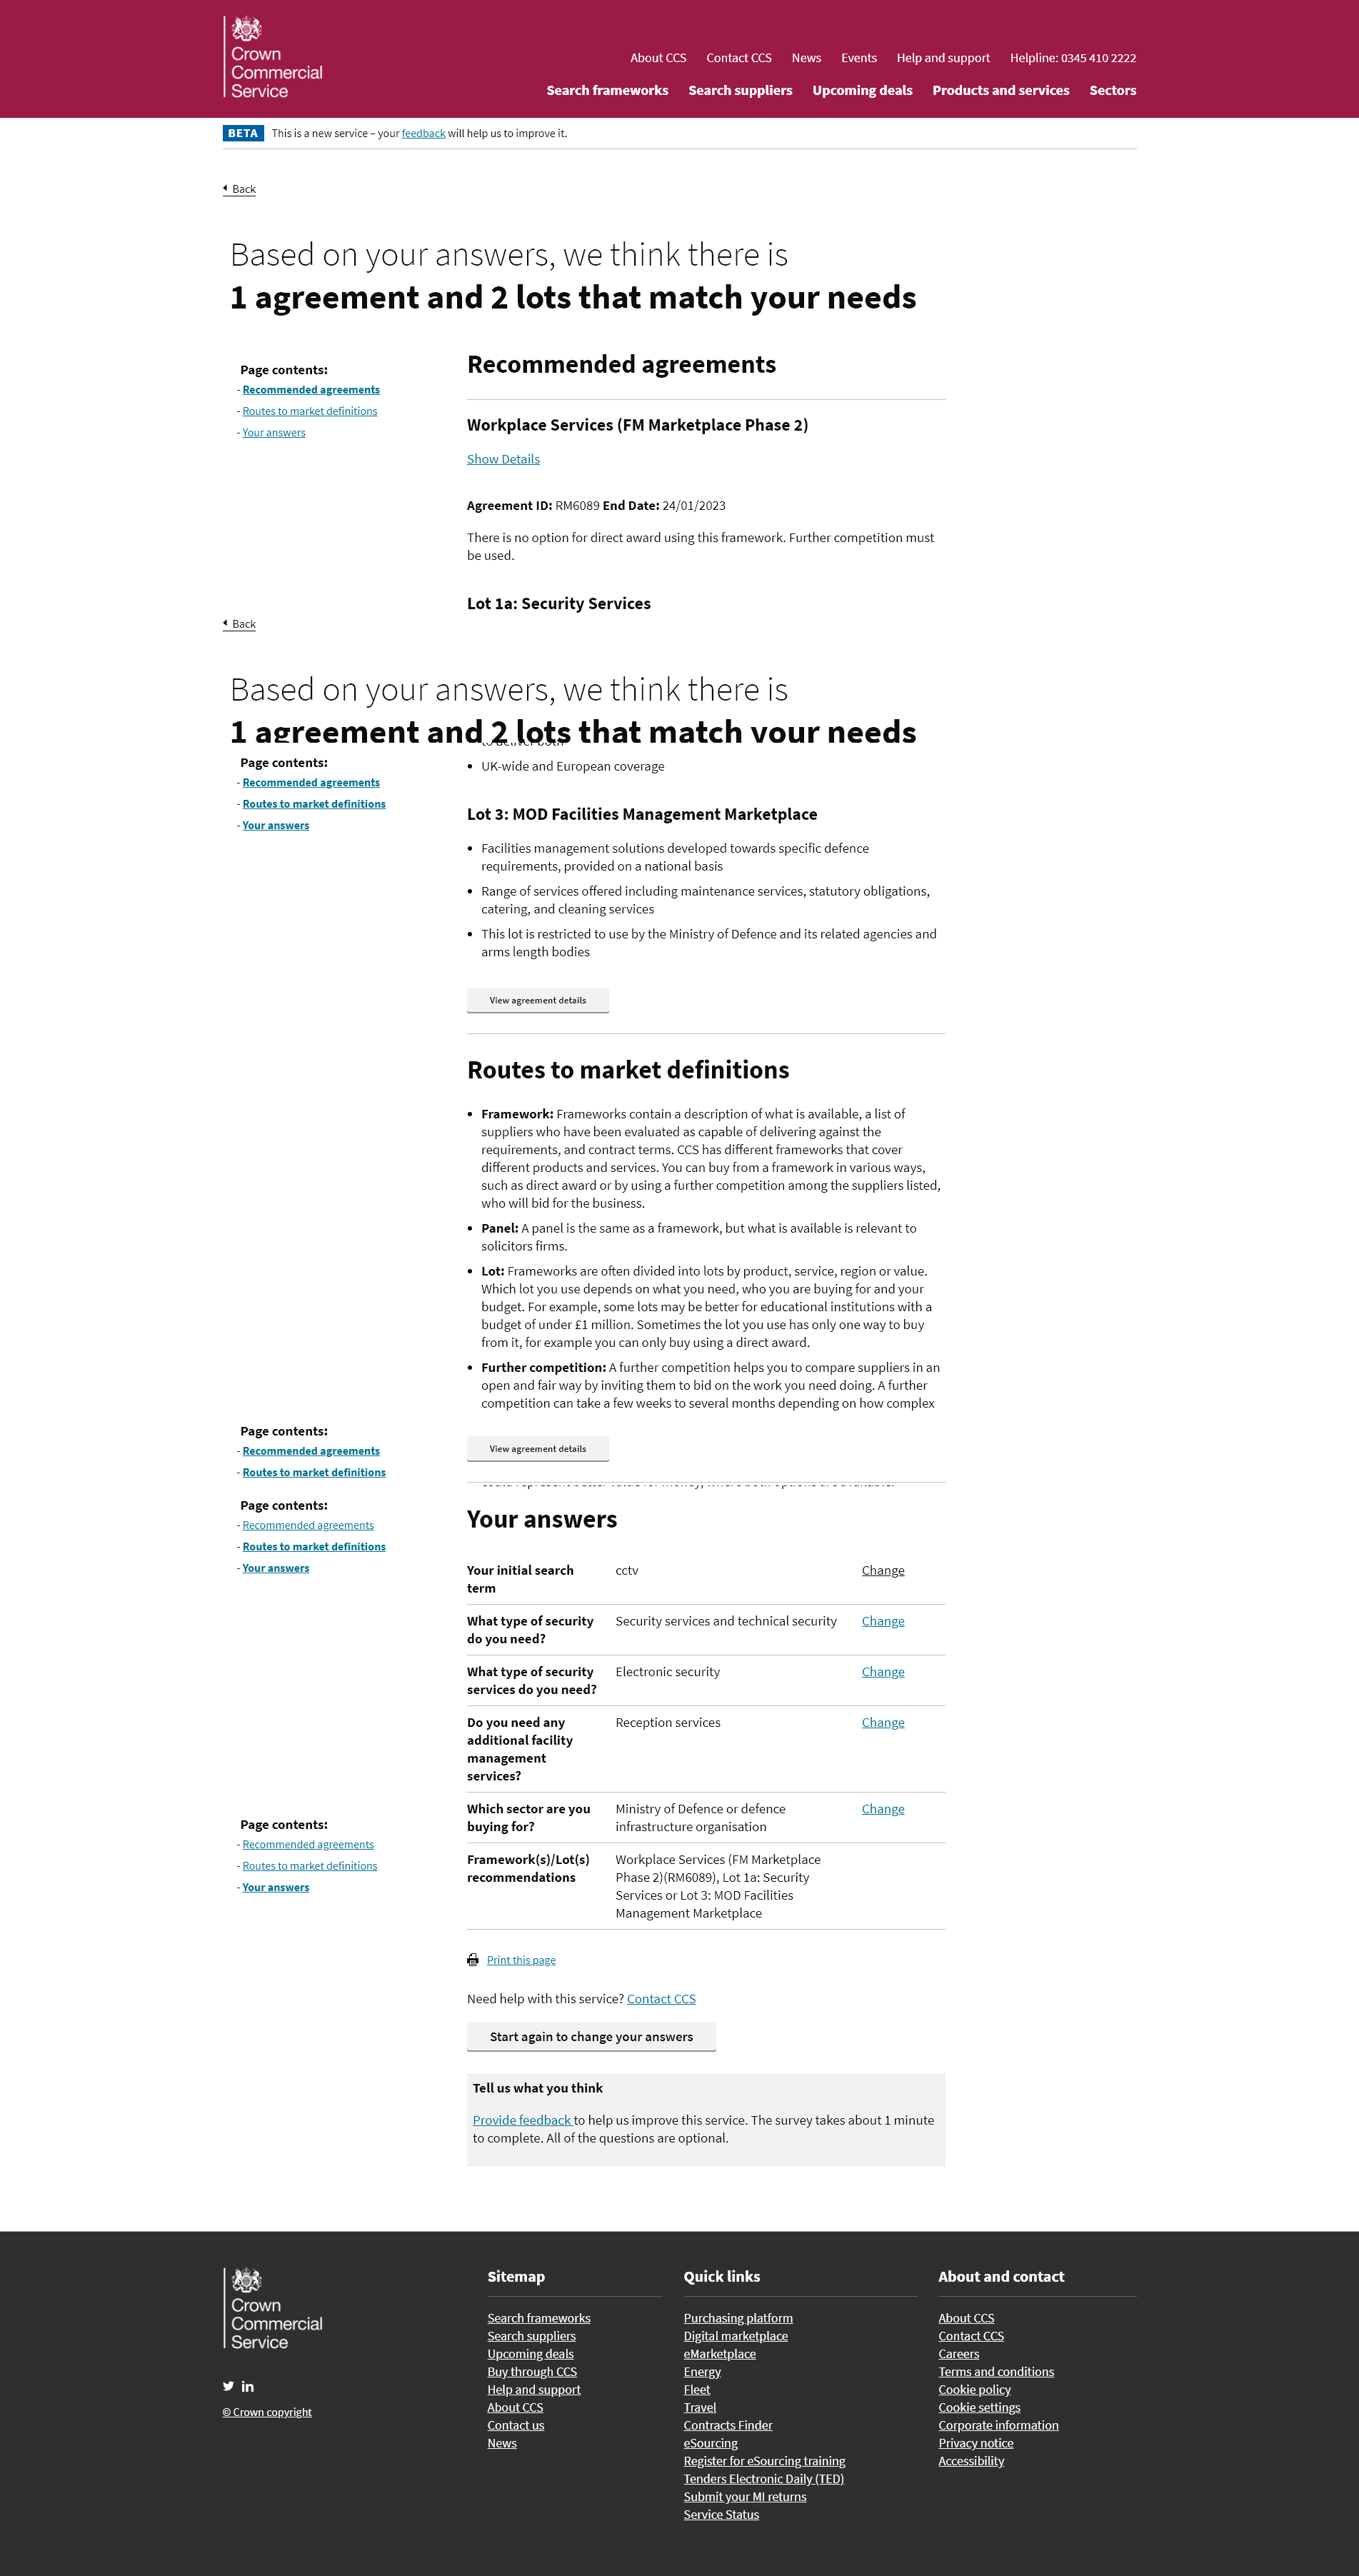 Crown
Commercial
Service
About CCS Contact CCS News Events Help and support Helpline: 0345 410 2222
Search frameworks Search suppliers Upcoming deals Products and services Sectors
BETA This is a new service – your feedback will help us to improve it.
Back
Based on your answers, we think there is
1 agreement and 2 lots that match your needs
Page contents:
- Recommended agreements
- Routes to market definitions
- Your answers
Recommended agreements
Workplace Services (FM Marketplace Phase 2)
Show Details
Agreement ID: RM6089 End Date: 24/01/2023
There is no option for direct award using this framework. Further competition must
be used.
Lot 1a: Security Services
Back
Based on your answers, we think there is
1 agreement and 2 lots that match your needs
to deliver both
Page contents:
- Recommended agreements
- Routes to market definitions
- Your answers
• UK-wide and European coverage
Lot 3: MOD Facilities Management Marketplace
• Facilities management solutions developed towards specific defence
requirements, provided on a national basis
• Range of services offered including maintenance services, statutory obligations,
catering, and cleaning services
• This lot is restricted to use by the Ministry of Defence and its related agencies and
arms length bodies
View agreement details
Routes to market definitions
• Framework: Frameworks contain a description of what is available, a list of
suppliers who have been evaluated as capable of delivering against the
requirements, and contract terms. CCS has different frameworks that cover
different products and services. You can buy from a framework in various ways,
such as direct award or by using a further competition among the suppliers listed,
who will bid for the business.
• Panel: A panel is the same as a framework, but what is available is relevant to
solicitors firms.
• Lot: Frameworks are often divided into lots by product, service, region or value.
Which lot you use depends on what you need, who you are buying for and your
budget. For example, some lots may be better for educational institutions with a
budget of under £1 million. Sometimes the lot you use has only one way to buy
from it, for example you can only buy using a direct award.
• Further competition: A further competition helps you to compare suppliers in an
open and fair way by inviting them to bid on the work you need doing. A further
competition can take a few weeks to several months depending on how complex
Page contents:
- Recommended agreements
- Routes to market definitions
View agreement details
Page contents:
- Recommended agreements
- Routes to market definitions
- Your answers
Your answers
Your initial search
term
cctv
Change
What type of security
do you need?
Security services and technical security
Change
What type of security
services do you need?
Electronic security
Change
Do you need any
additional facility
management
services?
Reception services
Change
Which sector are you
buying for?
Ministry of Defence or defence
infrastructure organisation
Change
Page contents:
- Recommended agreements
- Routes to market definitions
- Your answers
Framework(s)/Lot(s)
recommendations
Workplace Services (FM Marketplace
Phase 2)(RM6089), Lot 1a: Security
Services or Lot 3: MOD Facilities
Management Marketplace
Print this page
Need help with this service? Contact CCS
Start again to change your answers
Tell us what you think
Provide feedback to help us improve this service. The survey takes about 1 minute
to complete. All of the questions are optional.
Crown
Commercial
Service
© Crown copyright
Sitemap
Search frameworks
Search suppliers
Upcoming deals
Buy through CCS
Help and support
About CCS
Contact us
News
Quick links
Purchasing platform
Digital marketplace
eMarketplace
Energy
Fleet
Travel
Contracts Finder
eSourcing
Register for eSourcing training
Tenders Electronic Daily (TED)
Submit your MI returns
Service Status
About and contact
About CCS
Contact CCS
Careers
Terms and conditions
Cookie policy
Cookie settings
Corporate information
Privacy notice
Accessibility